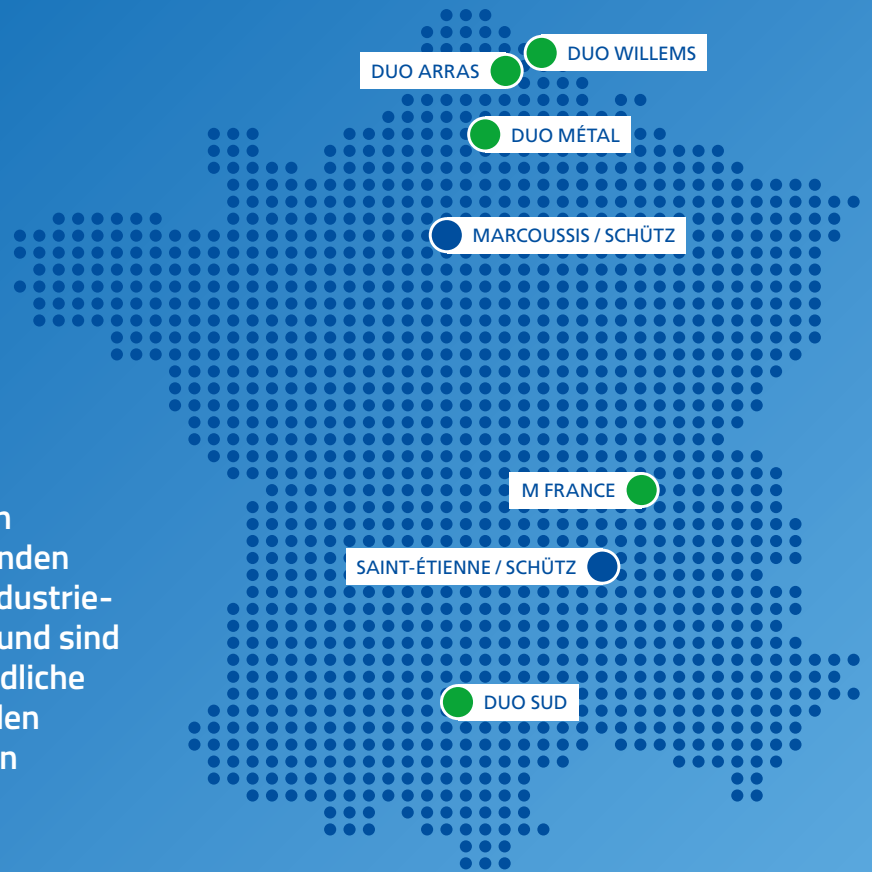 DUO WILLEMS
DUO ARRAS
DUO MÉTAL
MARCOUSSIS / SCHÜTZ
M FRANCE
SAINT-ÉTIENNE / SCHÜTZ
DUO SUD
n
nden
dustrie-
und sind
dliche
len
n